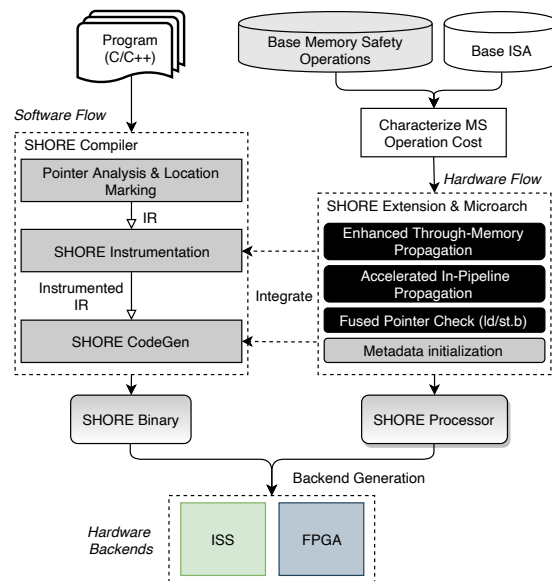 Program
(C/C++)
Base Memory Safety
Operations
Base ISA
Software Flow
Characterize MS
Operation Cost
Hardware Flow
SHORE Compiler
Pointer Analysis & Location
Marking
IR
SHORE Instrumentation
Instrumented
IR
SHORE CodeGen
Integrate
SHORE Extension & Microarch
Enhanced Through-Memory
Propagation
Accelerated In-Pipeline
Propagation
Fused Pointer Check (ld/st.b)
Metadata initialization
SHORE Binary
SHORE Processor
Backend Generation
Hardware
Backends
ISS
FPGA